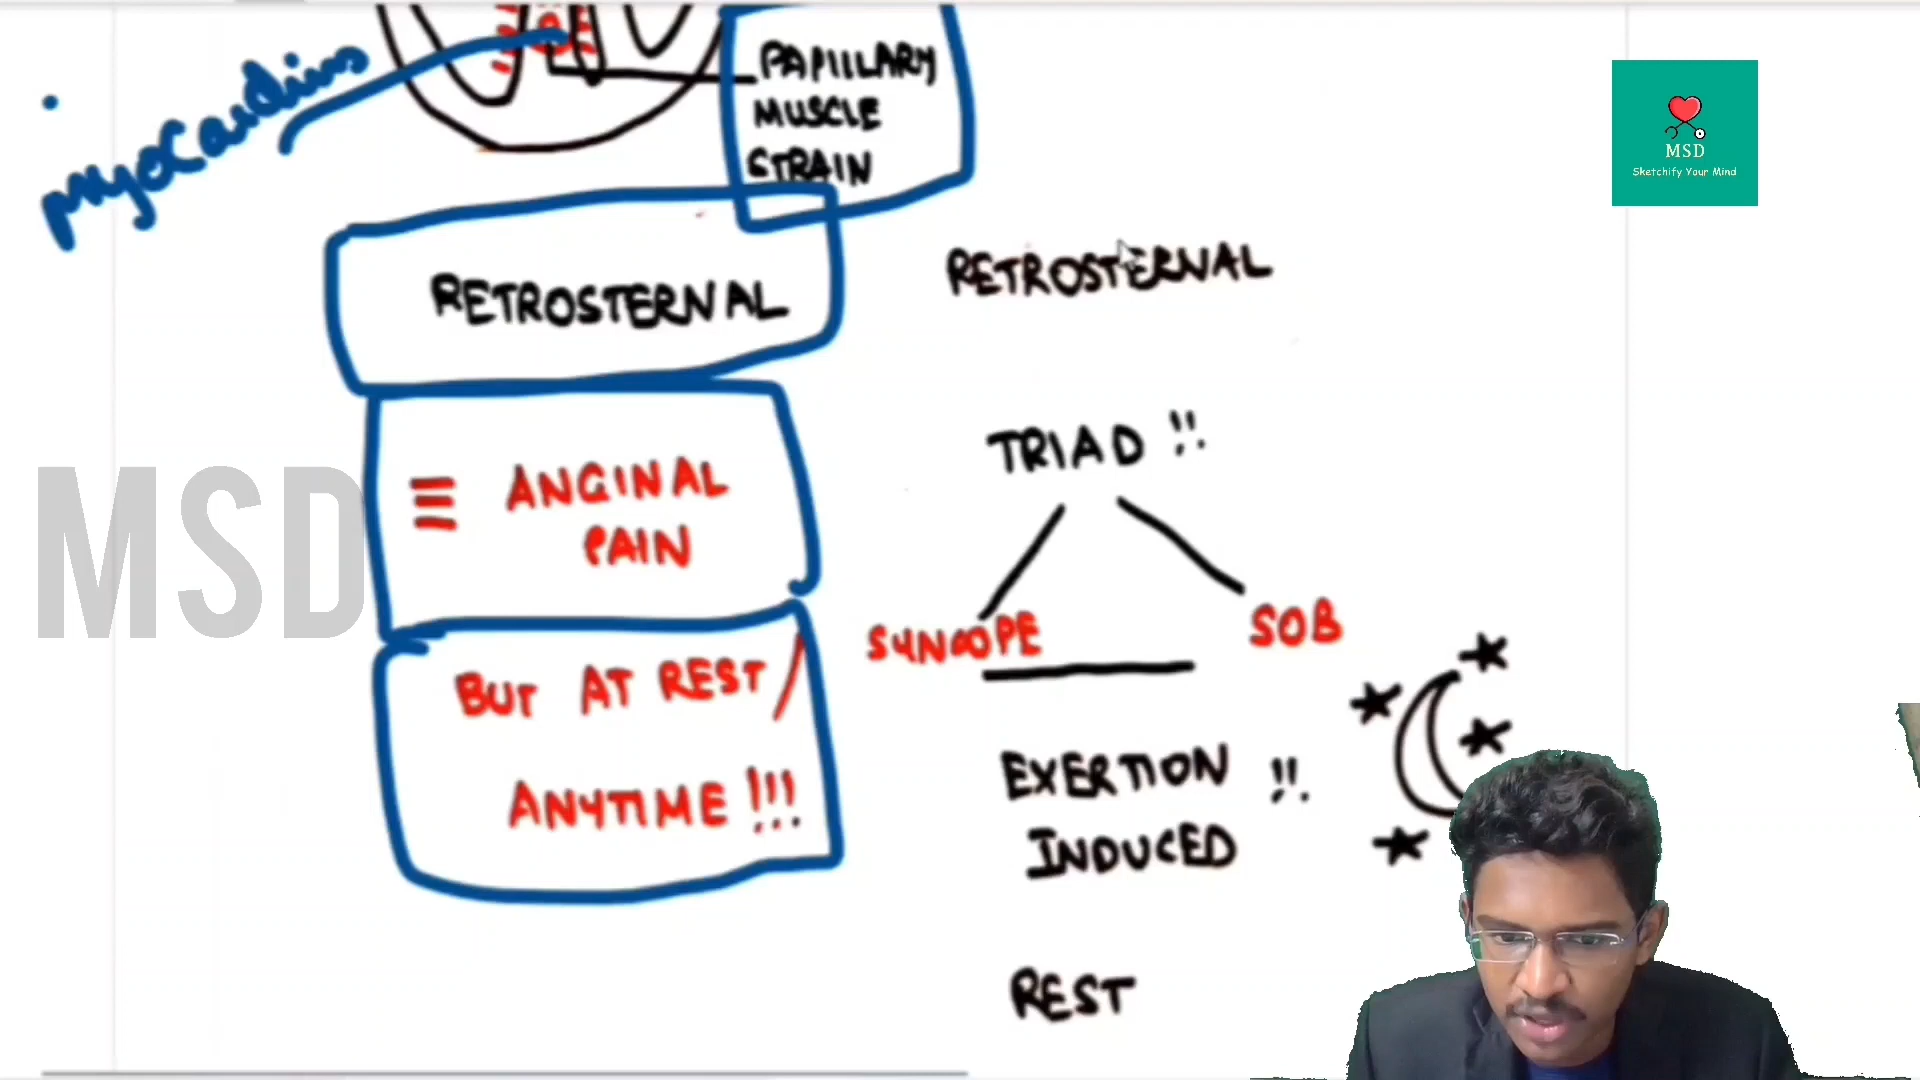 myocardium
PAPIILARY
MUSCLE
STRAIN
MSD
Sketchify Your Mind
RETROSTERNAL
RETROSTERNAL
TRIAD !!
MSD
≡ ANGINAL
PAIN
SYNCOPE
SOB
BUT AT REST /
ANYTIME !!!
EXERTION !!
INDUCED
REST